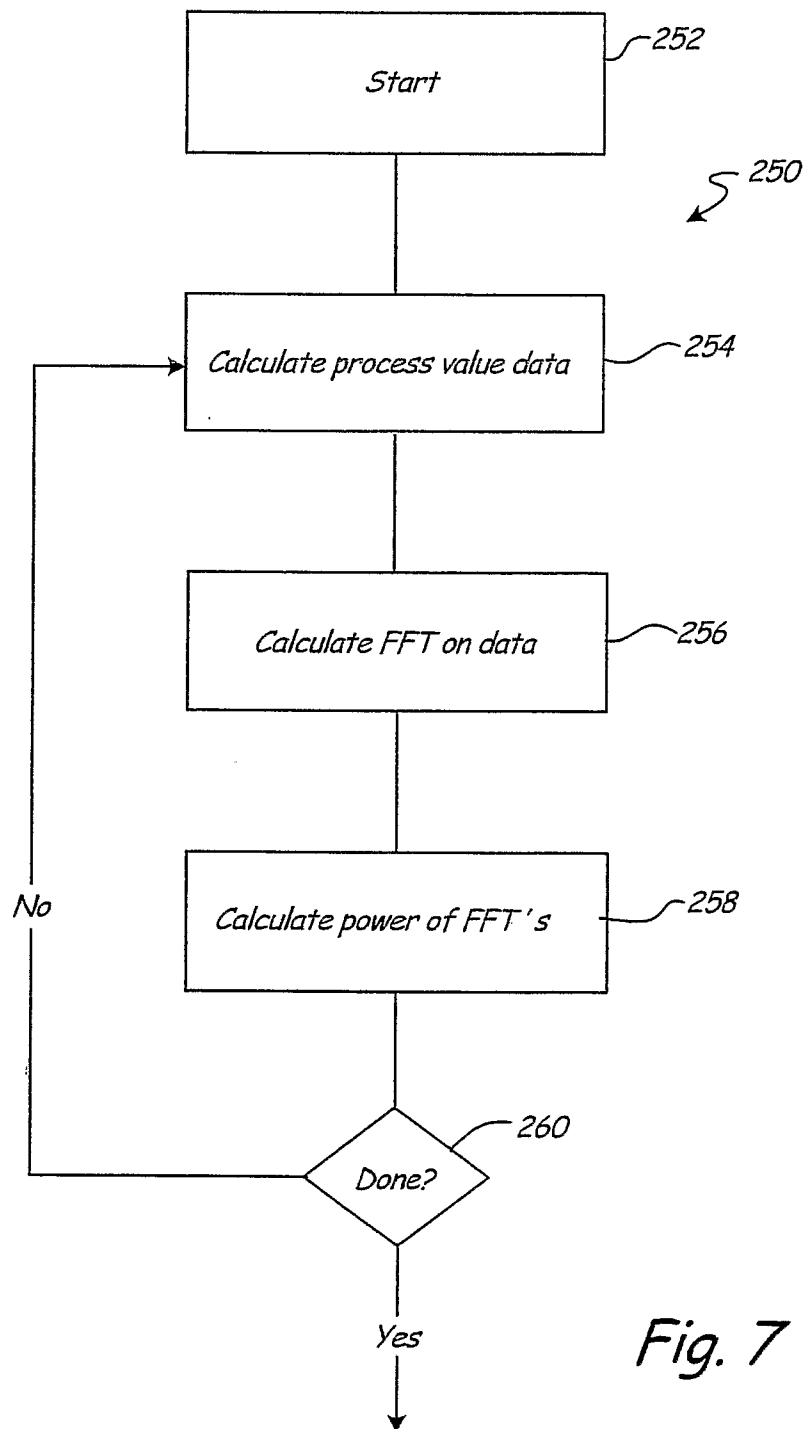 Start
252
250
Calculate process value data
254
Calculate FFT on data
256
Calculate power of FFT's
258
No
Done?
260
Yes
Fig. 7